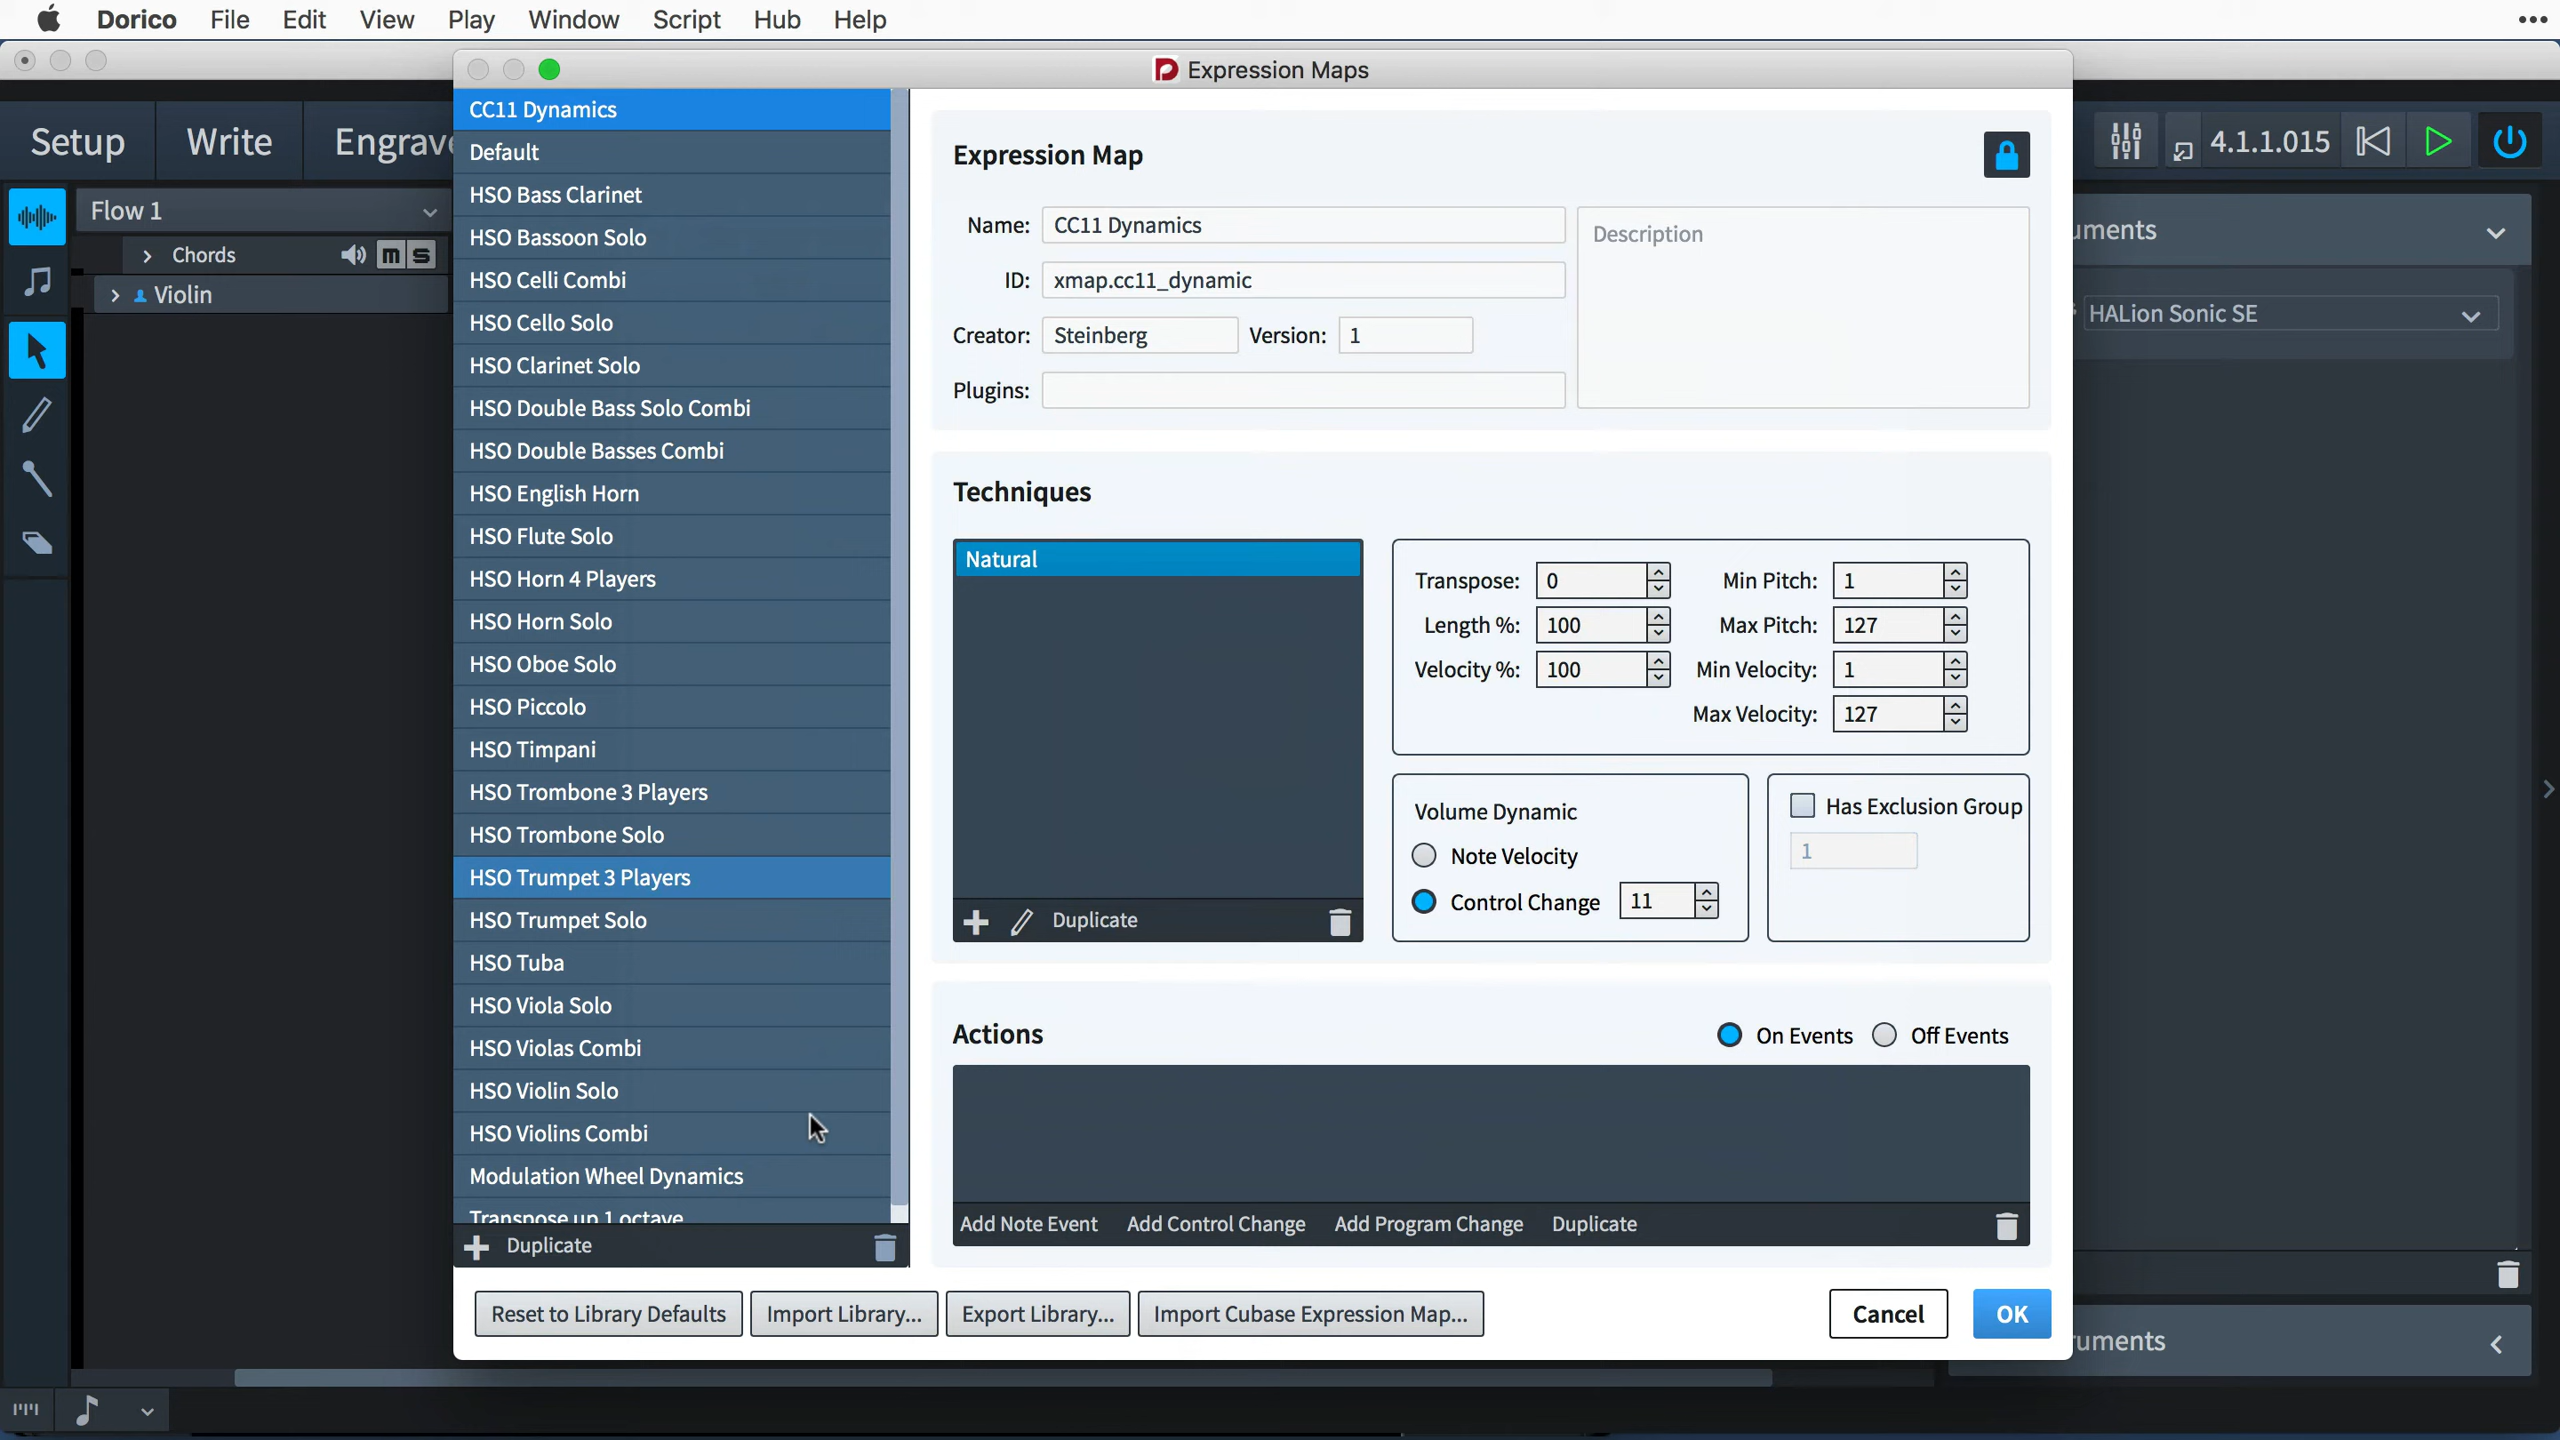 Dorico File Edit View Play Window Script Hub Help
Expression Maps
Setup Write Engrave
4.1.1.015
Flow 1
Chords
m S
Violin
CC11 Dynamics
Default
HSO Bass Clarinet
HSO Bassoon Solo
HSO Celli Combi
HSO Cello Solo
HSO Clarinet Solo
HSO Double Bass Solo Combi
HSO Double Basses Combi
HSO English Horn
HSO Flute Solo
HSO Horn 4 Players
HSO Horn Solo
HSO Oboe Solo
HSO Piccolo
HSO Timpani
HSO Trombone 3 Players
HSO Trombone Solo
HSO Trumpet 3 Players
HSO Trumpet Solo
HSO Tuba
HSO Viola Solo
HSO Violas Combi
HSO Violin Solo
HSO Violins Combi
Modulation Wheel Dynamics
Transpose up 1 octave
Duplicate
Expression Map
Name: CC11 Dynamics
Description
ID: xmap.cc11_dynamic
Creator: Steinberg Version: 1
Plugins:
Techniques
Natural
Duplicate
Transpose: 0 Min Pitch: 1
Length %: 100 Max Pitch: 127
Velocity %: 100 Min Velocity: 1
Max Velocity: 127
Volume Dynamic
Note Velocity
Control Change 11
Has Exclusion Group
1
Actions
On Events Off Events
Add Note Event Add Control Change Add Program Change Duplicate
Reset to Library Defaults Import Library... Export Library... Import Cubase Expression Map...
Cancel OK
uments
HALion Sonic SE
uments